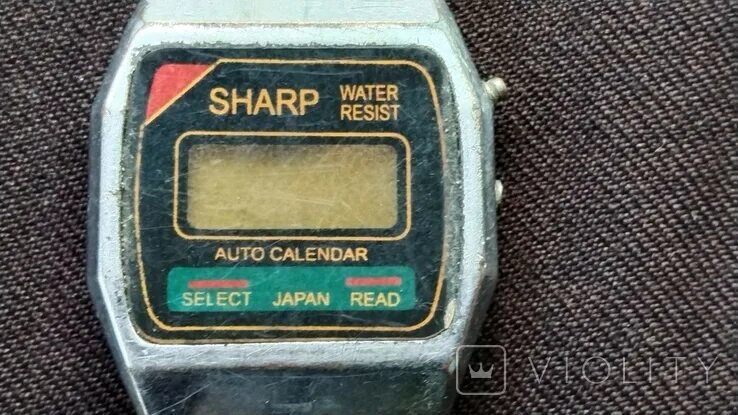 SHARP
WATER
RESIST
AUTO CALENDAR
SELECT JAPAN READ
VIOLITY